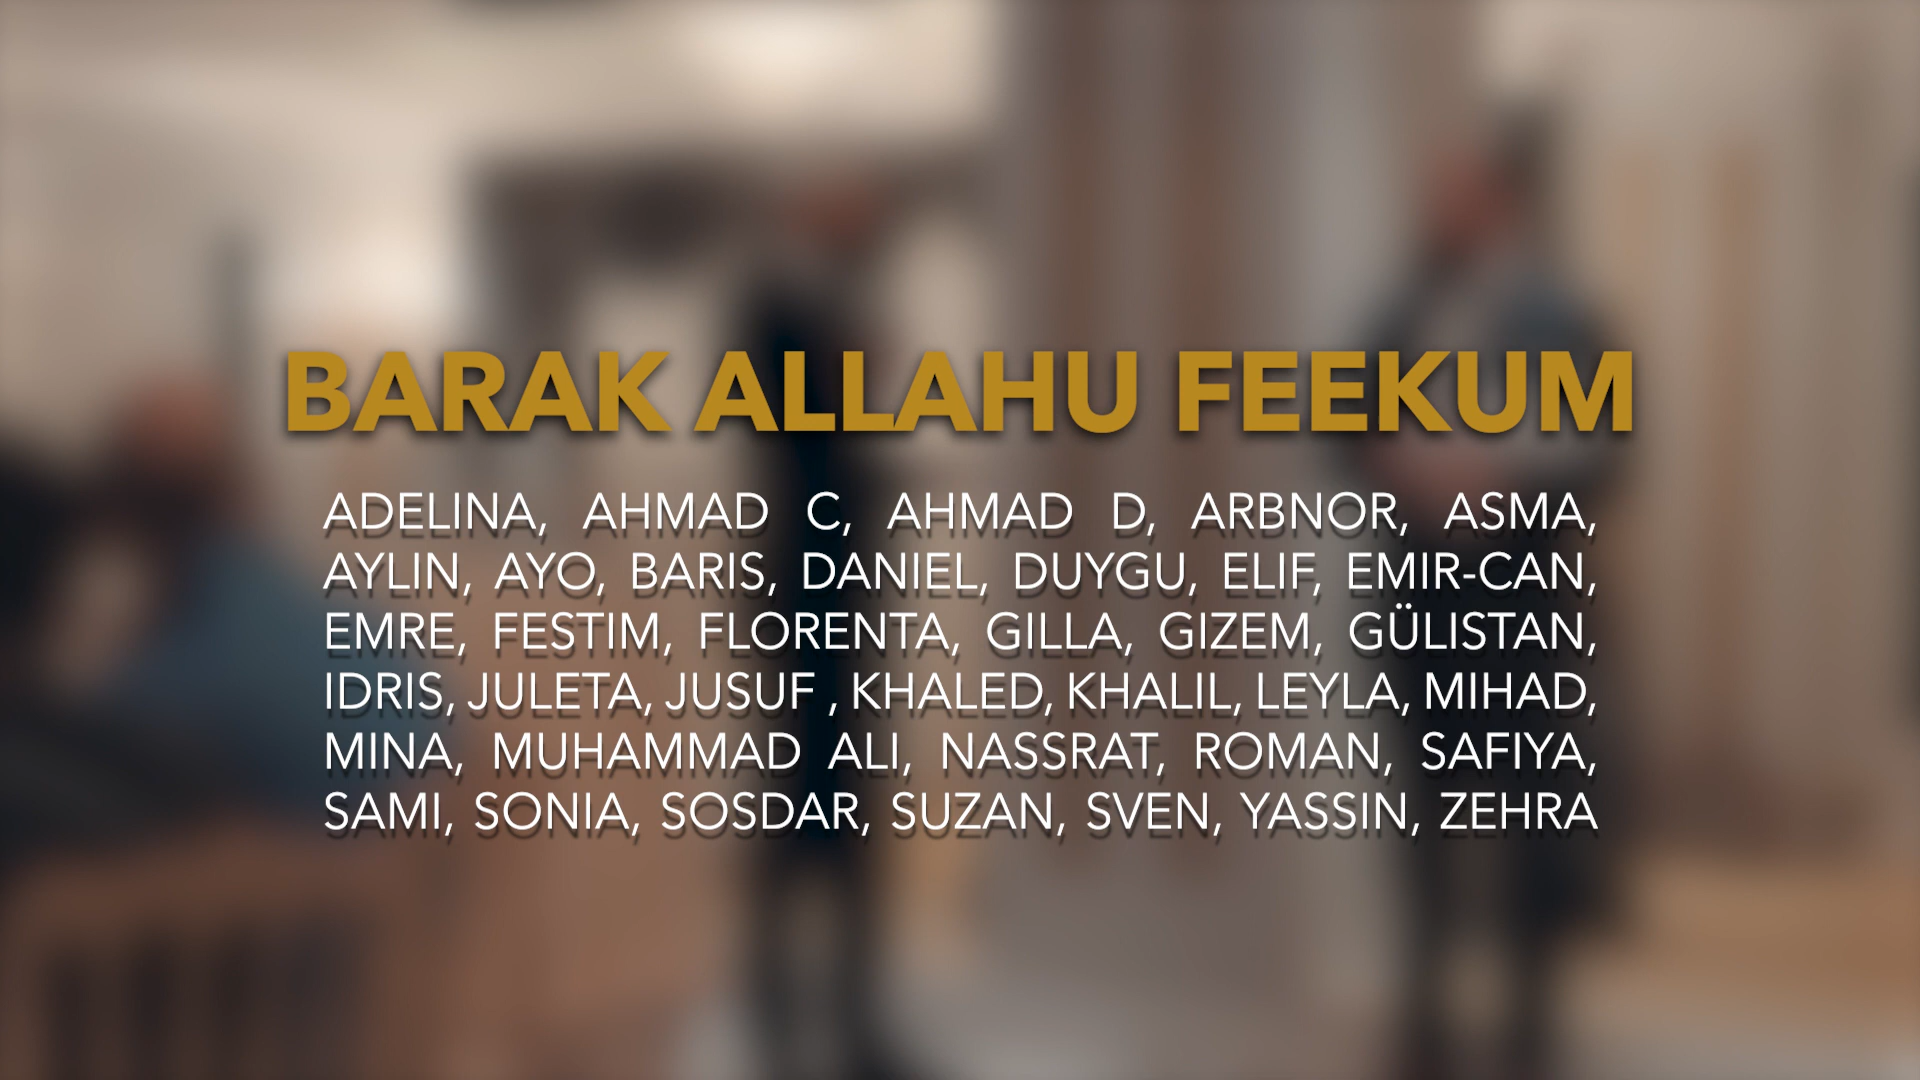 BARAK ALLAHU FEEKUM
ADELINA, AHMAD C, AHMAD D, ARBNOR, ASMA,
AYLIN, AYO, BARIS, DANIEL, DUYGU, ELIF, EMIR-CAN,
EMRE, FESTIM, FLORENTA, GILLA, GIZEM, GÜLISTAN,
IDRIS, JULETA, JUSUF , KHALED, KHALIL, LEYLA, MIHAD,
MINA, MUHAMMAD ALI, NASSRAT, ROMAN, SAFIYA,
SAMI, SONIA, SOSDAR, SUZAN, SVEN, YASSIN, ZEHRA